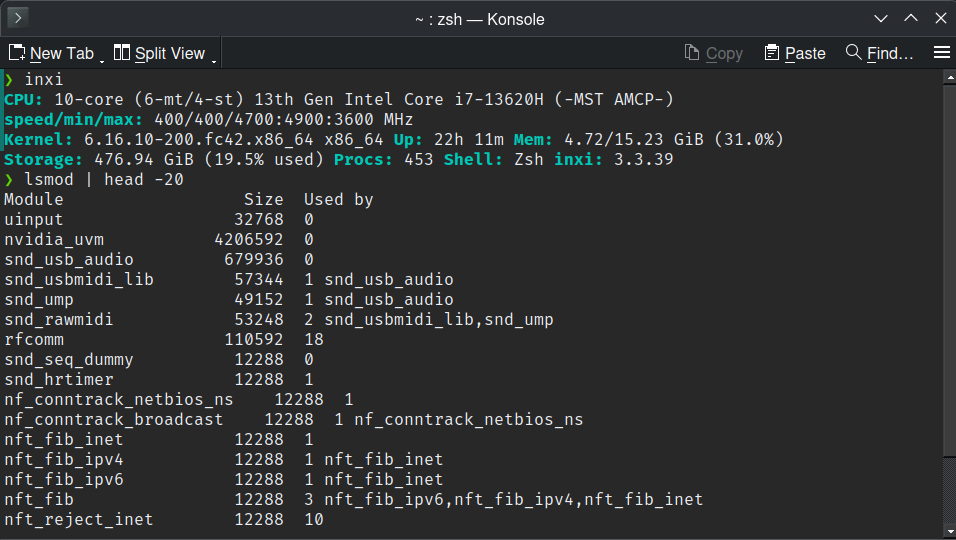 ~ : zsh — Konsole
New Tab Split View Copy Paste Find...
❯ inxi
CPU: 10-core (6-mt/4-st) 13th Gen Intel Core i7-13620H (-MST AMCP-)
speed/min/max: 400/400/4700:4900:3600 MHz
Kernel: 6.16.10-200.fc42.x86_64 x86_64 Up: 22h 11m Mem: 4.72/15.23 GiB (31.0%)
Storage: 476.94 GiB (19.5% used) Procs: 453 Shell: Zsh inxi: 3.3.39
❯ lsmod | head -20
Module                  Size  Used by
uinput                 32768  0
nvidia_uvm           4206592  0
snd_usb_audio         679936  0
snd_usbmidi_lib        57344  1 snd_usb_audio
snd_ump                49152  1 snd_usb_audio
snd_rawmidi            53248  2 snd_usbmidi_lib,snd_ump
rfcomm                110592  18
snd_seq_dummy          12288  0
snd_hrtimer            12288  1
nf_conntrack_netbios_ns    12288  1
nf_conntrack_broadcast    12288  1 nf_conntrack_netbios_ns
nft_fib_inet           12288  1
nft_fib_ipv4           12288  1 nft_fib_inet
nft_fib_ipv6           12288  1 nft_fib_inet
nft_fib                12288  3 nft_fib_ipv6,nft_fib_ipv4,nft_fib_inet
nft_reject_inet        12288  10